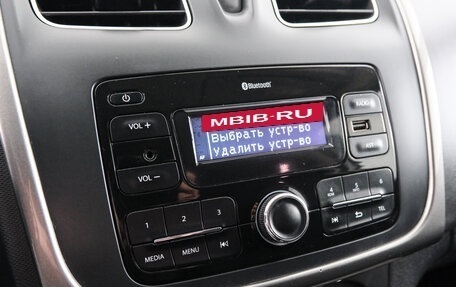 Bluetooth
VOL +
MBIB-RU
Выбрать устр-во
Удалить устр-во
RADIO
AST
VOL −
4 5 6
1 2 3
TEL
MEDIA MENU